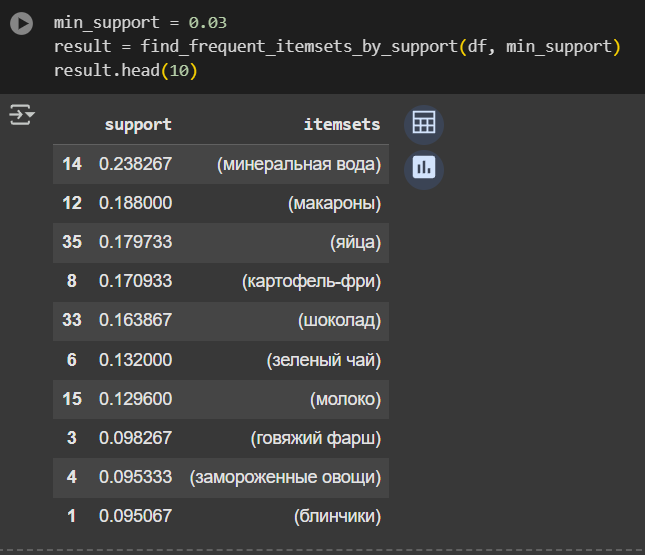 min_support = 0.03
result = find_frequent_itemsets_by_support(df, min_support)
result.head(10)
support itemsets
14 0.238267 (минеральная вода)
12 0.188000 (макароны)
35 0.179733 (яйца)
8 0.170933 (картофель-фри)
33 0.163867 (шоколад)
6 0.132000 (зеленый чай)
15 0.129600 (молоко)
3 0.098267 (говяжий фарш)
4 0.095333 (замороженные овощи)
1 0.095067 (блинчики)